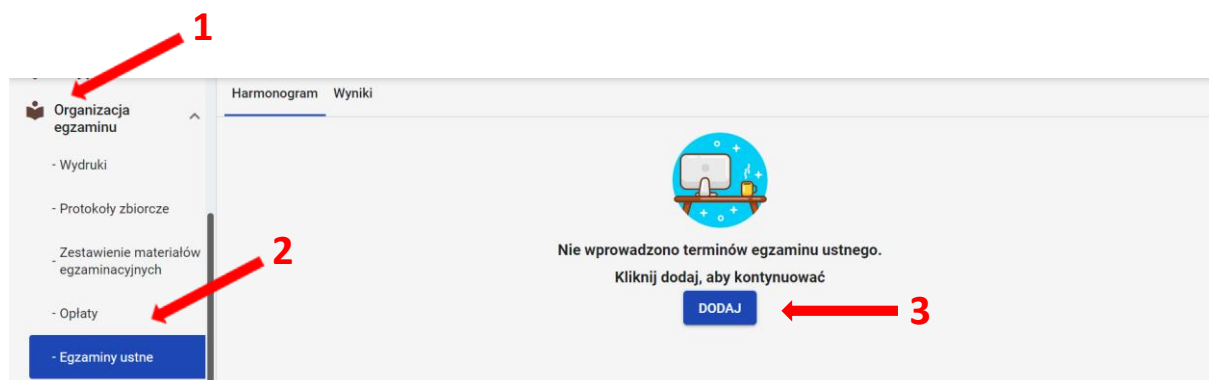 1
Organizacja
egzaminu
- Wydruki
- Protokoły zbiorcze
- Zestawienie materiałów
egzaminacyjnych
- Opłaty
- Egzaminy ustne
2
Harmonogram Wyniki
Nie wprowadzono terminów egzaminu ustnego.
Kliknij dodaj, aby kontynuować
DODAJ
3